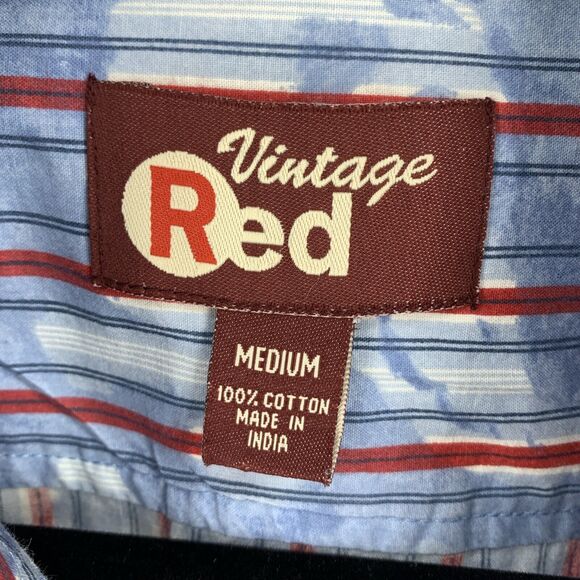 Vintage
Red
MEDIUM
100% COTTON
MADE IN
INDIA